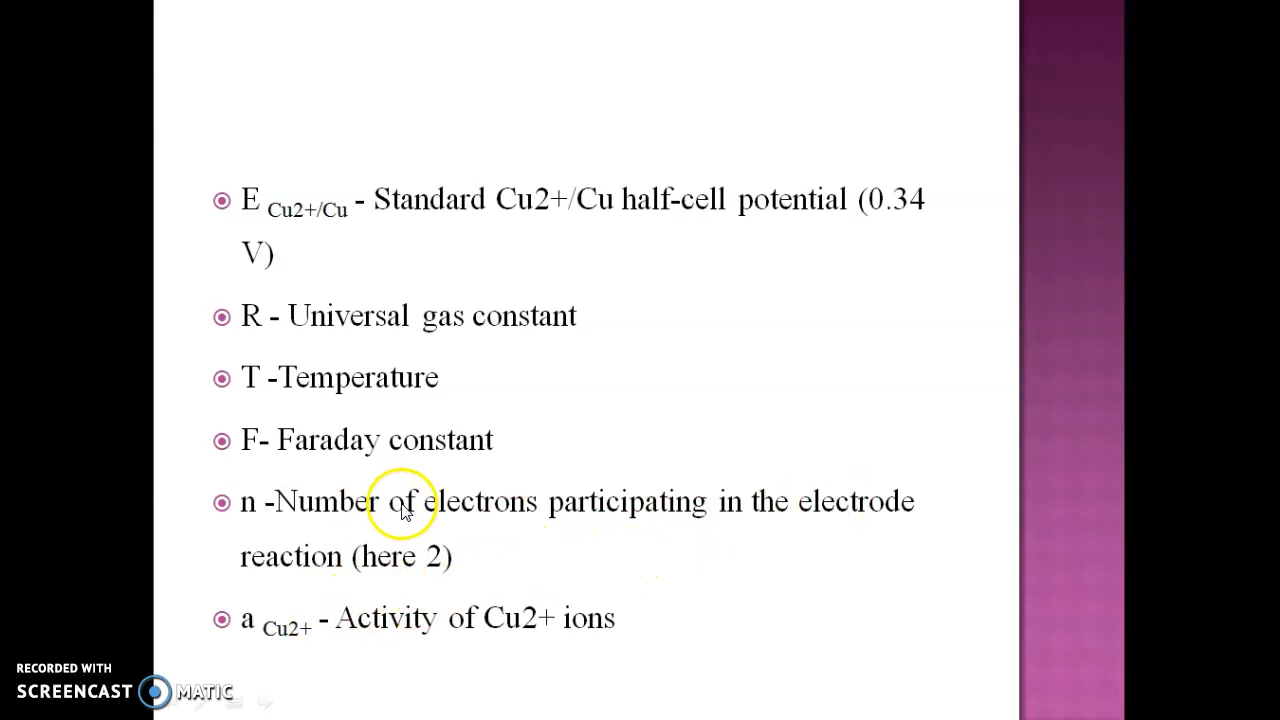 E Cu2+/Cu - Standard Cu2+/Cu half-cell potential (0.34
V)
R - Universal gas constant
T -Temperature
F- Faraday constant
n -Number of electrons participating in the electrode
reaction (here 2)
a Cu2+ - Activity of Cu2+ ions
RECORDED WITH
SCREENCAST MATIC